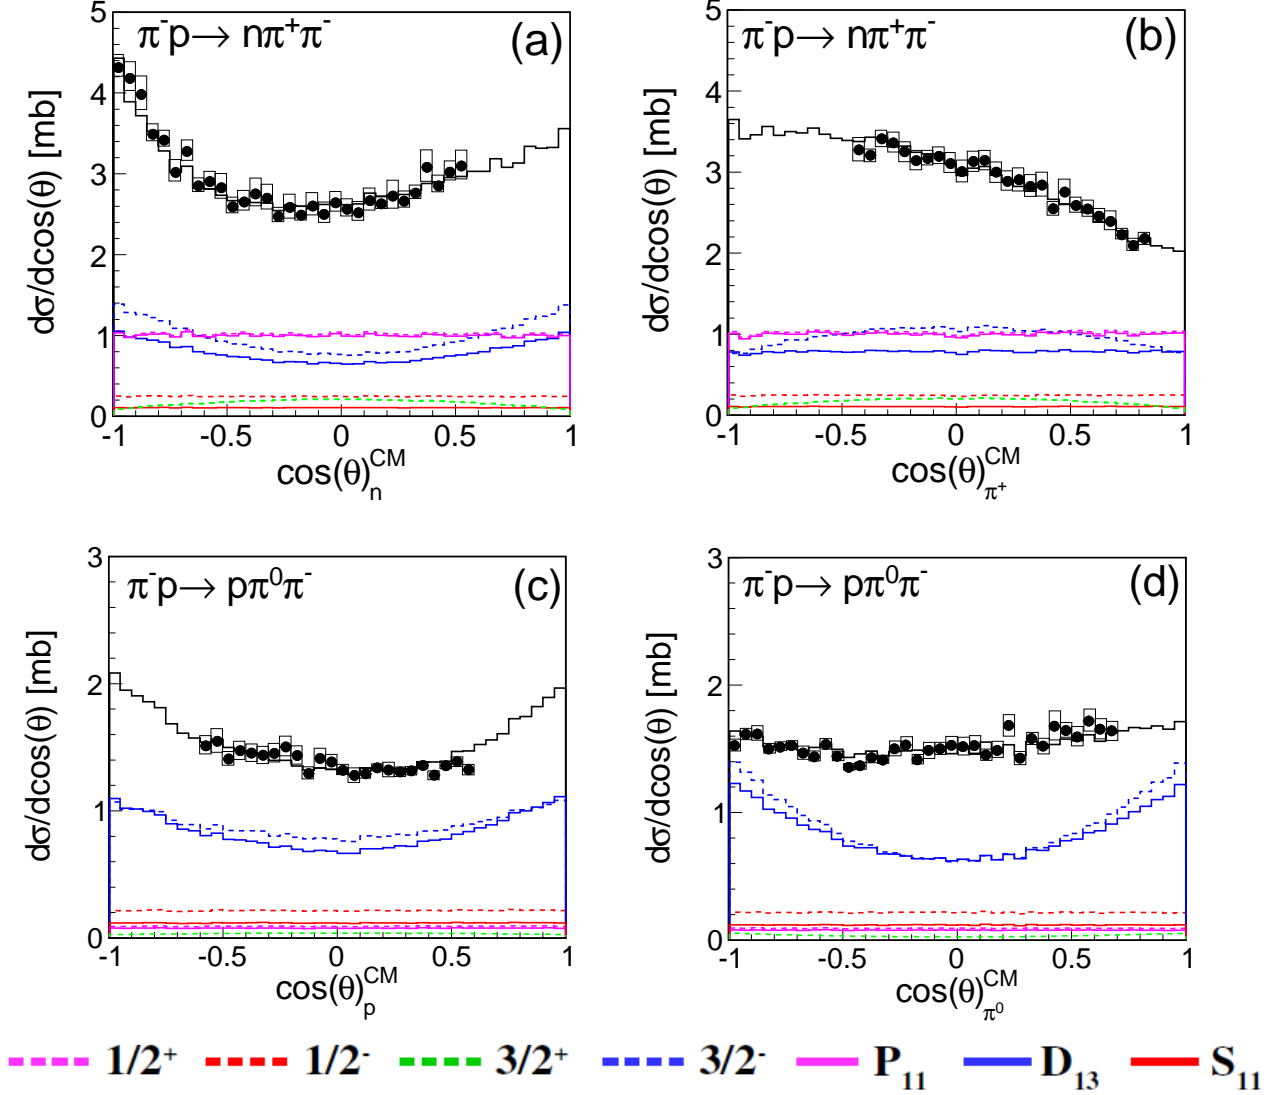 π⁻p→ nπ⁺π⁻ (a)
dσ/dcos(θ) [mb]
5
4
3
2
1
0
-1 -0.5 0 0.5 1
cos(θ)ₙᶜᴹ
π⁻p→ nπ⁺π⁻ (b)
dσ/dcos(θ) [mb]
5
4
3
2
1
0
-1 -0.5 0 0.5 1
cos(θ)_π⁺^CM
π⁻p→ pπ⁰π⁻ (c)
dσ/dcos(θ) [mb]
3
2
1
0
-1 -0.5 0 0.5 1
cos(θ)ₚᶜᴹ
π⁻p→ pπ⁰π⁻ (d)
dσ/dcos(θ) [mb]
3
2
1
0
-1 -0.5 0 0.5 1
cos(θ)_π⁰^CM
1/2⁺ 1/2⁻ 3/2⁺ 3/2⁻ P₁₁ D₁₃ S₁₁